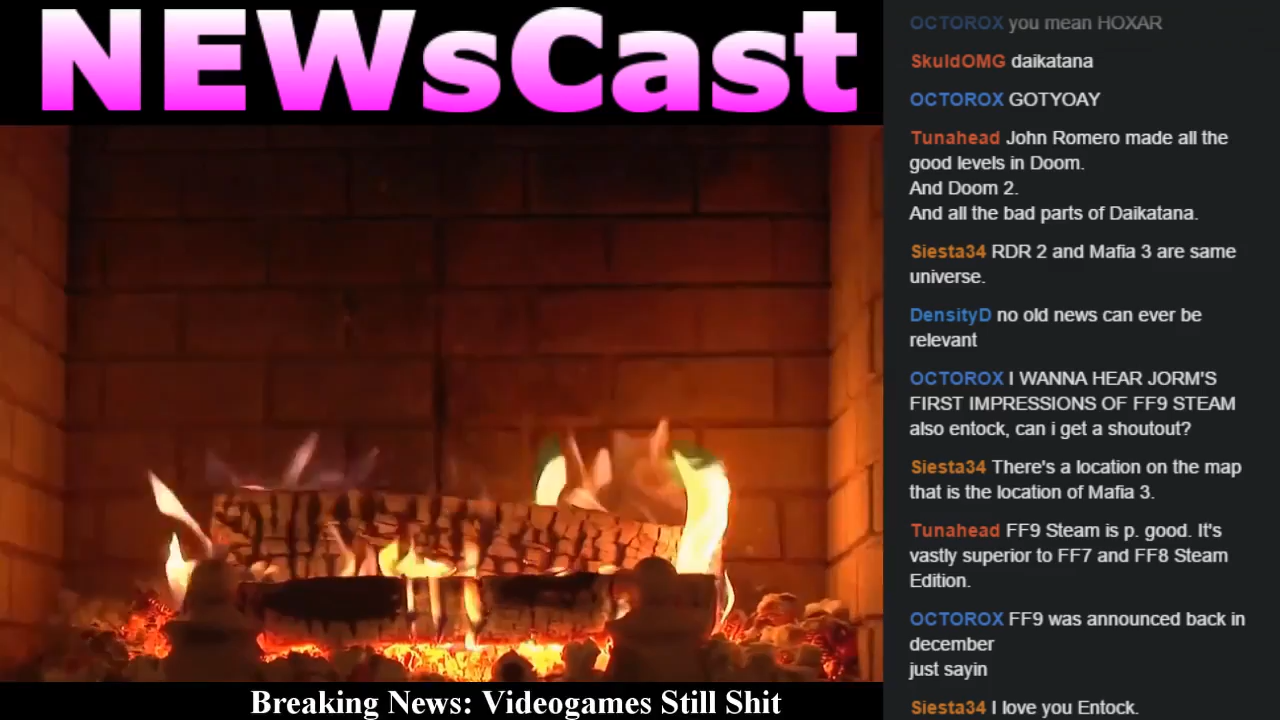 NEWsCast
Breaking News: Videogames Still Shit
OCTOROX you mean HOXAR
SkuldOMG daikatana
OCTOROX GOTYOAY
Tunahead John Romero made all the
good levels in Doom.
And Doom 2.
And all the bad parts of Daikatana.
Siesta34 RDR 2 and Mafia 3 are same
universe.
DensityD no old news can ever be
relevant
OCTOROX I WANNA HEAR JORM'S
FIRST IMPRESSIONS OF FF9 STEAM
also entock, can i get a shoutout?
Siesta34 There's a location on the map
that is the location of Mafia 3.
Tunahead FF9 Steam is p. good. It's
vastly superior to FF7 and FF8 Steam
Edition.
OCTOROX FF9 was announced back in
december
just sayin
Siesta34 I love you Entock.